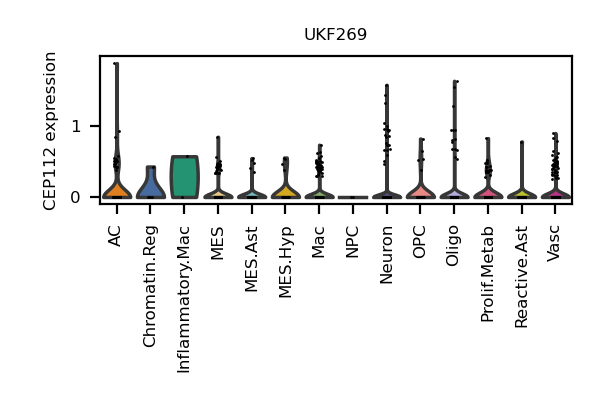 UKF269
CEP112 expression
1
0
AC
Chromatin.Reg
Inflammatory.Mac
MES
MES.Ast
MES.Hyp
Mac
NPC
Neuron
OPC
Oligo
Prolif.Metab
Reactive.Ast
Vasc